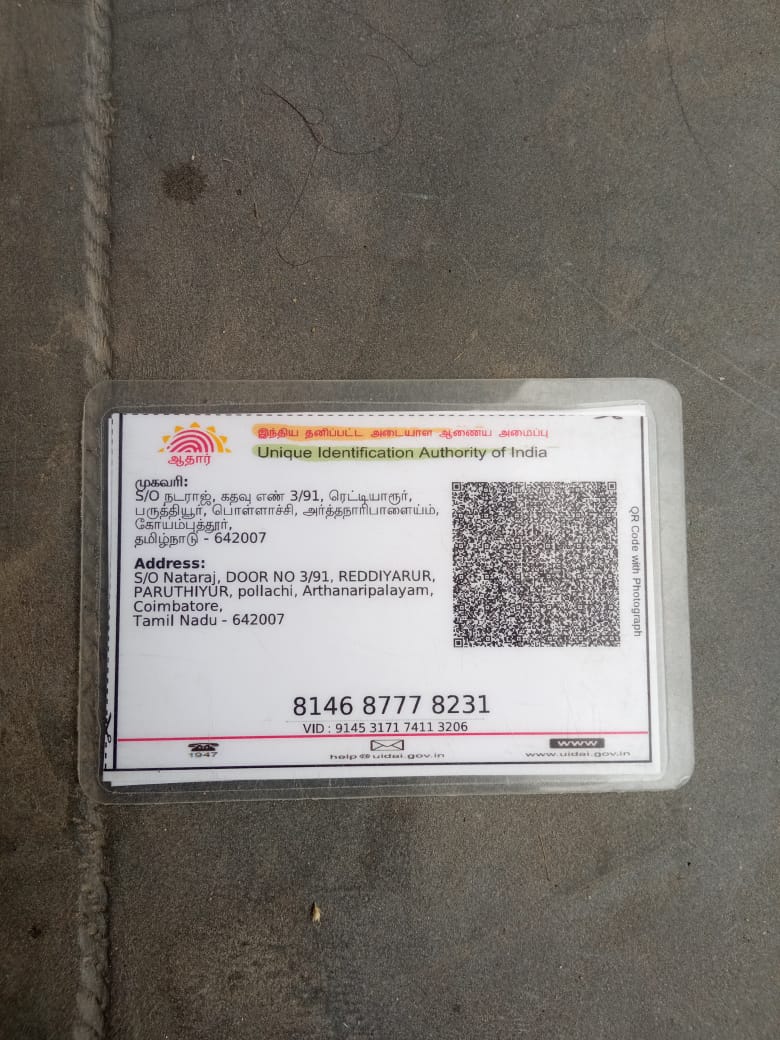 இந்திய தனிப்பட்ட அடையாள ஆணைய அமைப்பு
Unique Identification Authority of India
ஆதார்
முகவரி:
S/O நடராஜ், கதவு எண் 3/91, ரெட்டியாரூர்,
பருத்தியூர், பொள்ளாச்சி, அர்த்தநாரிபாளையம்,
கோயம்புத்தூர்,
தமிழ்நாடு - 642007
Address:
S/O Nataraj, DOOR NO 3/91, REDDIYARUR,
PARUTHIYUR, pollachi, Arthanaripalayam,
Coimbatore,
Tamil Nadu - 642007
QR Code with Photograph
8146 8777 8231
VID : 9145 3171 7411 3206
1947
help@uidai.gov.in
WWW
www.uidai.gov.in